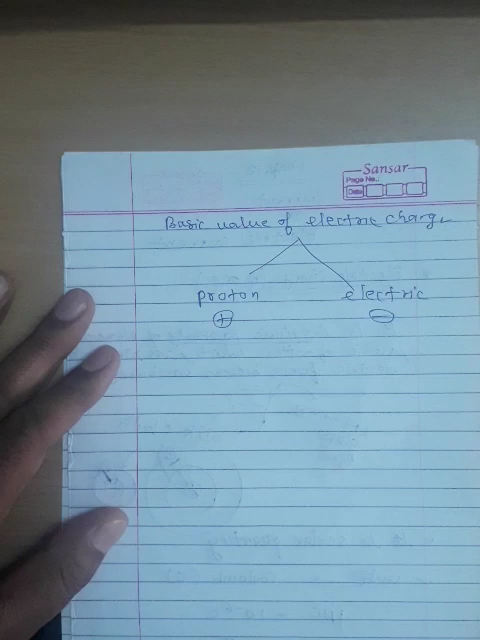 Sansar
Page No.:
Date
Basic value of electric charge
proton electric
+ −